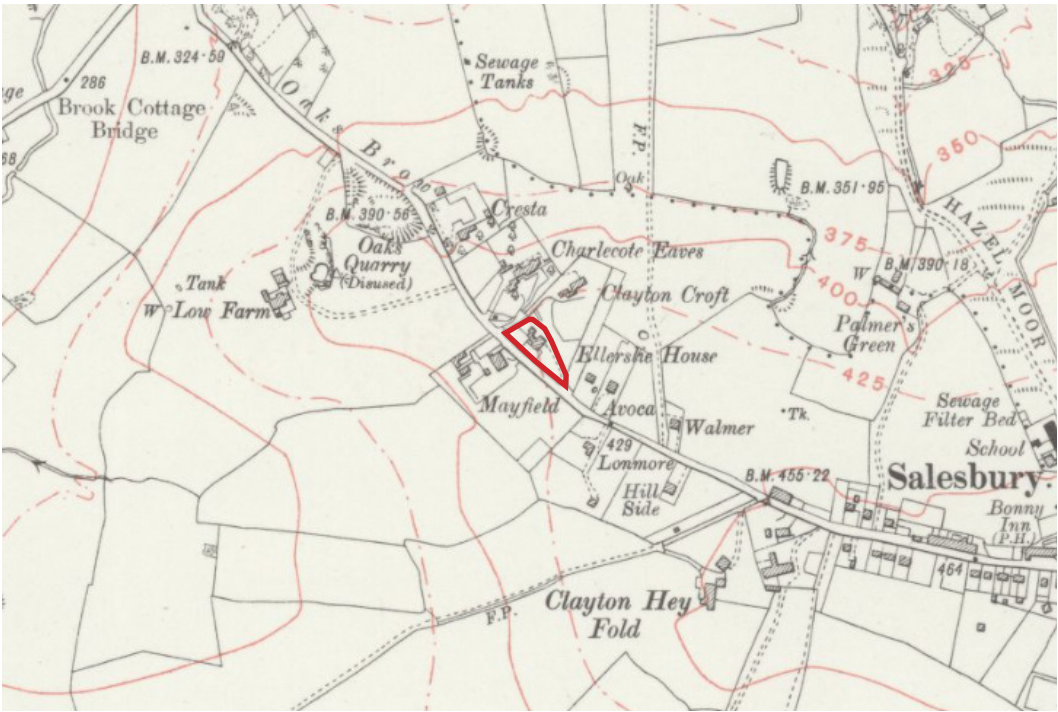 B.M. 324·59
286
Brook Cottage
Bridge
Oaks Brow
Sewage
Tanks
F.P.
325
350
Oak
B.M. 351·95
HAZEL MOOR
B.M. 390·56
Cresta
375
Oaks
Quarry
(Disused)
Charlecote Eaves
W
B.M. 390·18
Tank
W
Low Farm
Clayton Croft
400
Palmer
Green
Ellerslie House
425
Mayfield
Avoca
Walmer
Tk.
Sewage
Filter Bed
School
429
Lonmore
Hill
Side
B.M. 455·22
Salesbury
Bonny
Inn
(P.H.)
464
Clayton Hey
Fold
F.P.